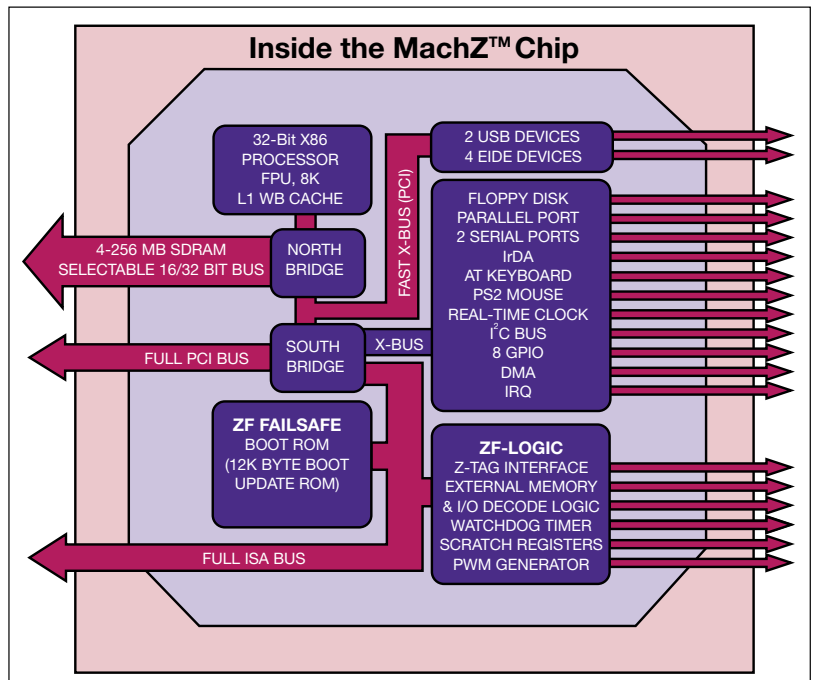 Inside the MachZ™ Chip
32-Bit X86
PROCESSOR
FPU, 8K
L1 WB CACHE
2 USB DEVICES
4 EIDE DEVICES
FAST X-BUS (PCI)
4-256 MB SDRAM
SELECTABLE 16/32 BIT BUS
NORTH
BRIDGE
FLOPPY DISK
PARALLEL PORT
2 SERIAL PORTS
IrDA
AT KEYBOARD
PS2 MOUSE
REAL-TIME CLOCK
I²C BUS
8 GPIO
DMA
IRQ
FULL PCI BUS
SOUTH
BRIDGE
X-BUS
ZF FAILSAFE
BOOT ROM
(12K BYTE BOOT
UPDATE ROM)
ZF-LOGIC
Z-TAG INTERFACE
EXTERNAL MEMORY
& I/O DECODE LOGIC
WATCHDOG TIMER
SCRATCH REGISTERS
PWM GENERATOR
FULL ISA BUS